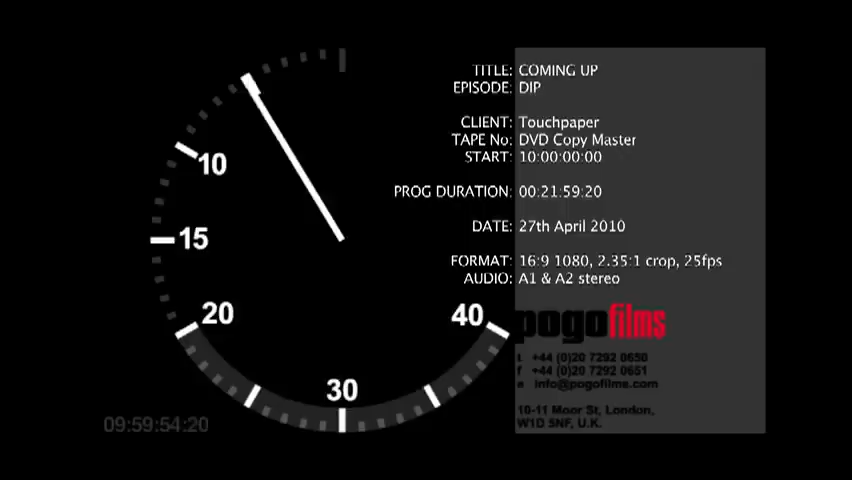 TITLE: COMING UP
EPISODE: DIP
CLIENT: Touchpaper
TAPE No: DVD Copy Master
START: 10:00:00:00
PROG DURATION: 00:21:59:20
DATE: 27th April 2010
FORMAT: 16:9 1080, 2.35:1 crop, 25fps
AUDIO: A1 & A2 stereo
10
15
20
40
30
pogofilms
t +44 (0)20 7292 0650
f +44 (0)20 7292 0651
e info@pogofilms.com
10-11 Moor St, London,
W1D 5NF, U.K.
09:59:54:20